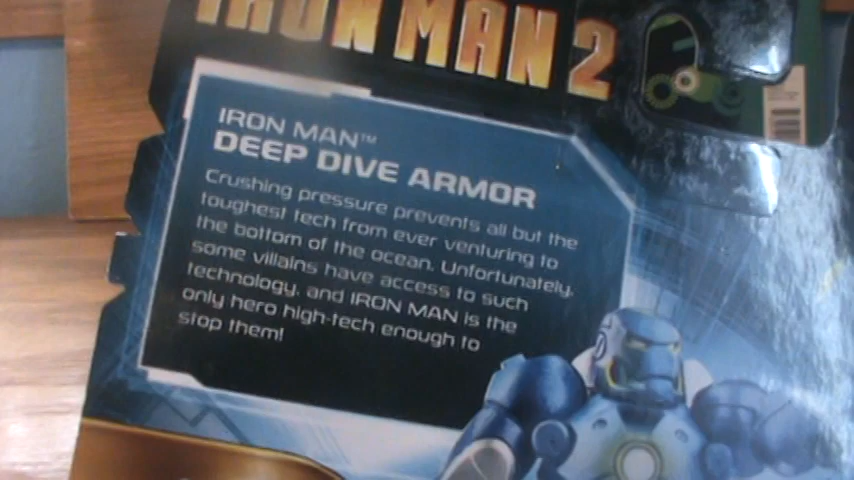 IRON MAN 2
IRON MAN™
DEEP DIVE ARMOR
Crushing pressure prevents all but the
toughest tech from ever venturing to
the bottom of the ocean. Unfortunately,
some villains have access to such
technology, and IRON MAN is the
only hero high-tech enough to
stop them!